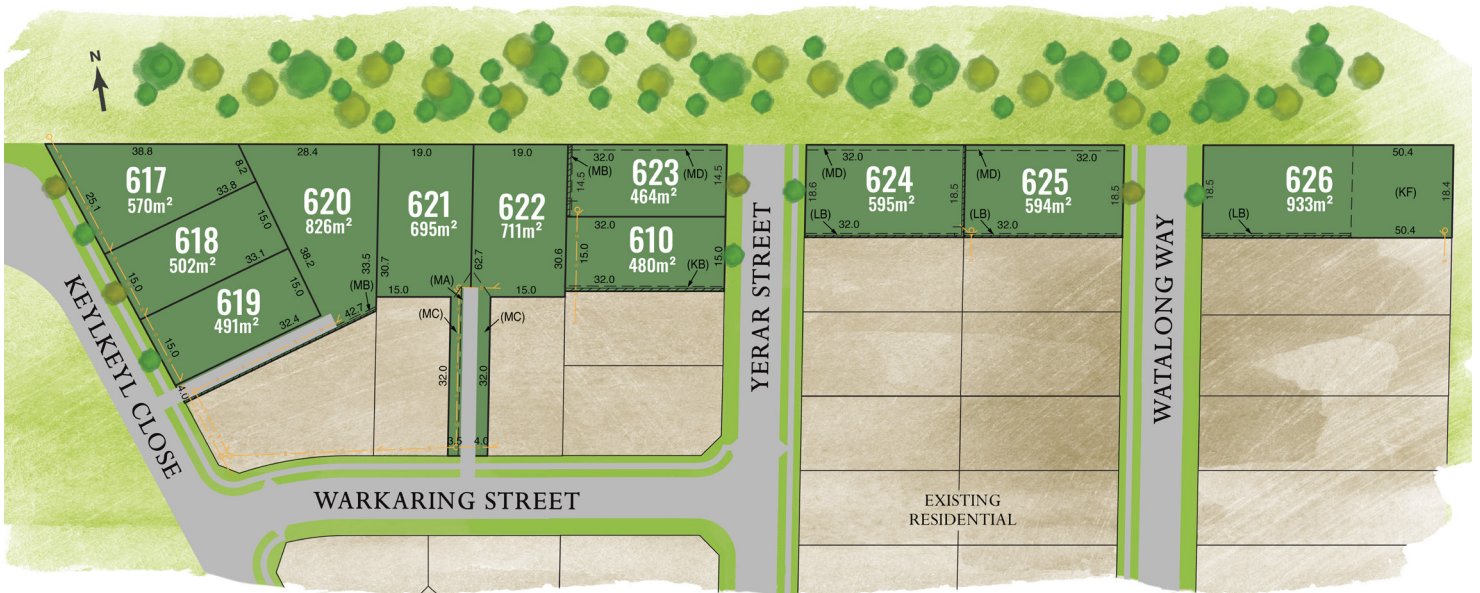 N
38.8
28.4
19.0
19.0
32.0
(MB)
(MD)
32.0
(MD)
32.0
(MD)
50.4
617
570m²
8.2
33.8
25.1
620
826m²
621
695m²
622
711m²
14.5
623
464m²
14.5
18.6
624
595m²
18.5
625
594m²
18.5
18.5
626
933m²
(KF)
18.4
618
502m²
15.0
33.1
15.0
38.2
33.5
30.7
62.7
30.6
15.0
610
480m²
15.0
32.0
(KB)
(LB)
32.0
(LB)
32.0
(LB)
50.4
619
491m²
15.0
32.4
15.0
42.7
(MB)
15.0
(MA)
15.0
(MC)
(MC)
32.0
32.0
4.0
3.5
4.0
KEYLKEYL CLOSE
WARKARING STREET
YERAR STREET
WATALONG WAY
EXISTING
RESIDENTIAL